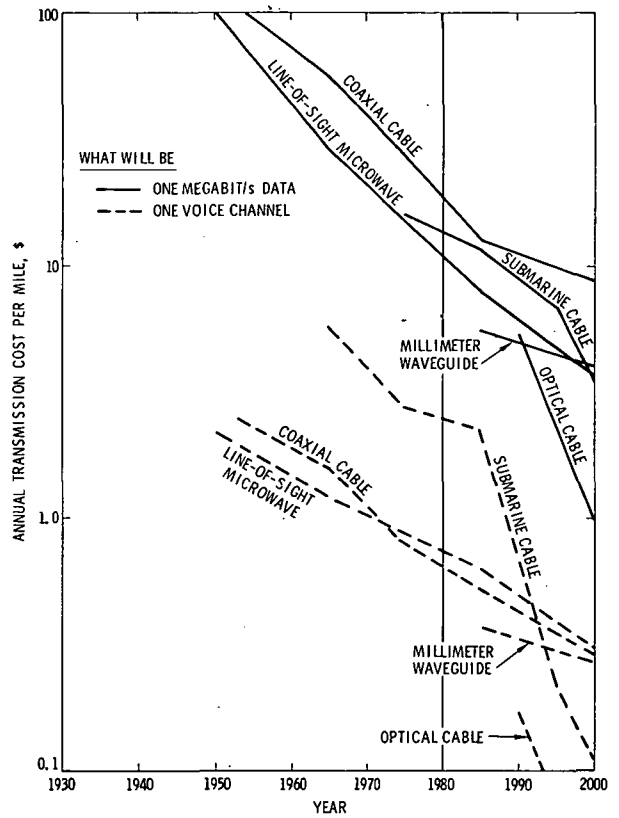 ANNUAL TRANSMISSION COST PER MILE, $
100
10
1.0
0.1
WHAT WILL BE
ONE MEGABIT/s DATA
ONE VOICE CHANNEL
COAXIAL CABLE
LINE-OF-SIGHT MICROWAVE
SUBMARINE CABLE
MILLIMETER
WAVEGUIDE
OPTICAL CABLE
COAXIAL CABLE
LINE-OF-SIGHT
MICROWAVE
SUBMARINE CABLE
MILLIMETER
WAVEGUIDE
OPTICAL CABLE
1930 1940 1950 1960 1970 1980 1990 2000
YEAR